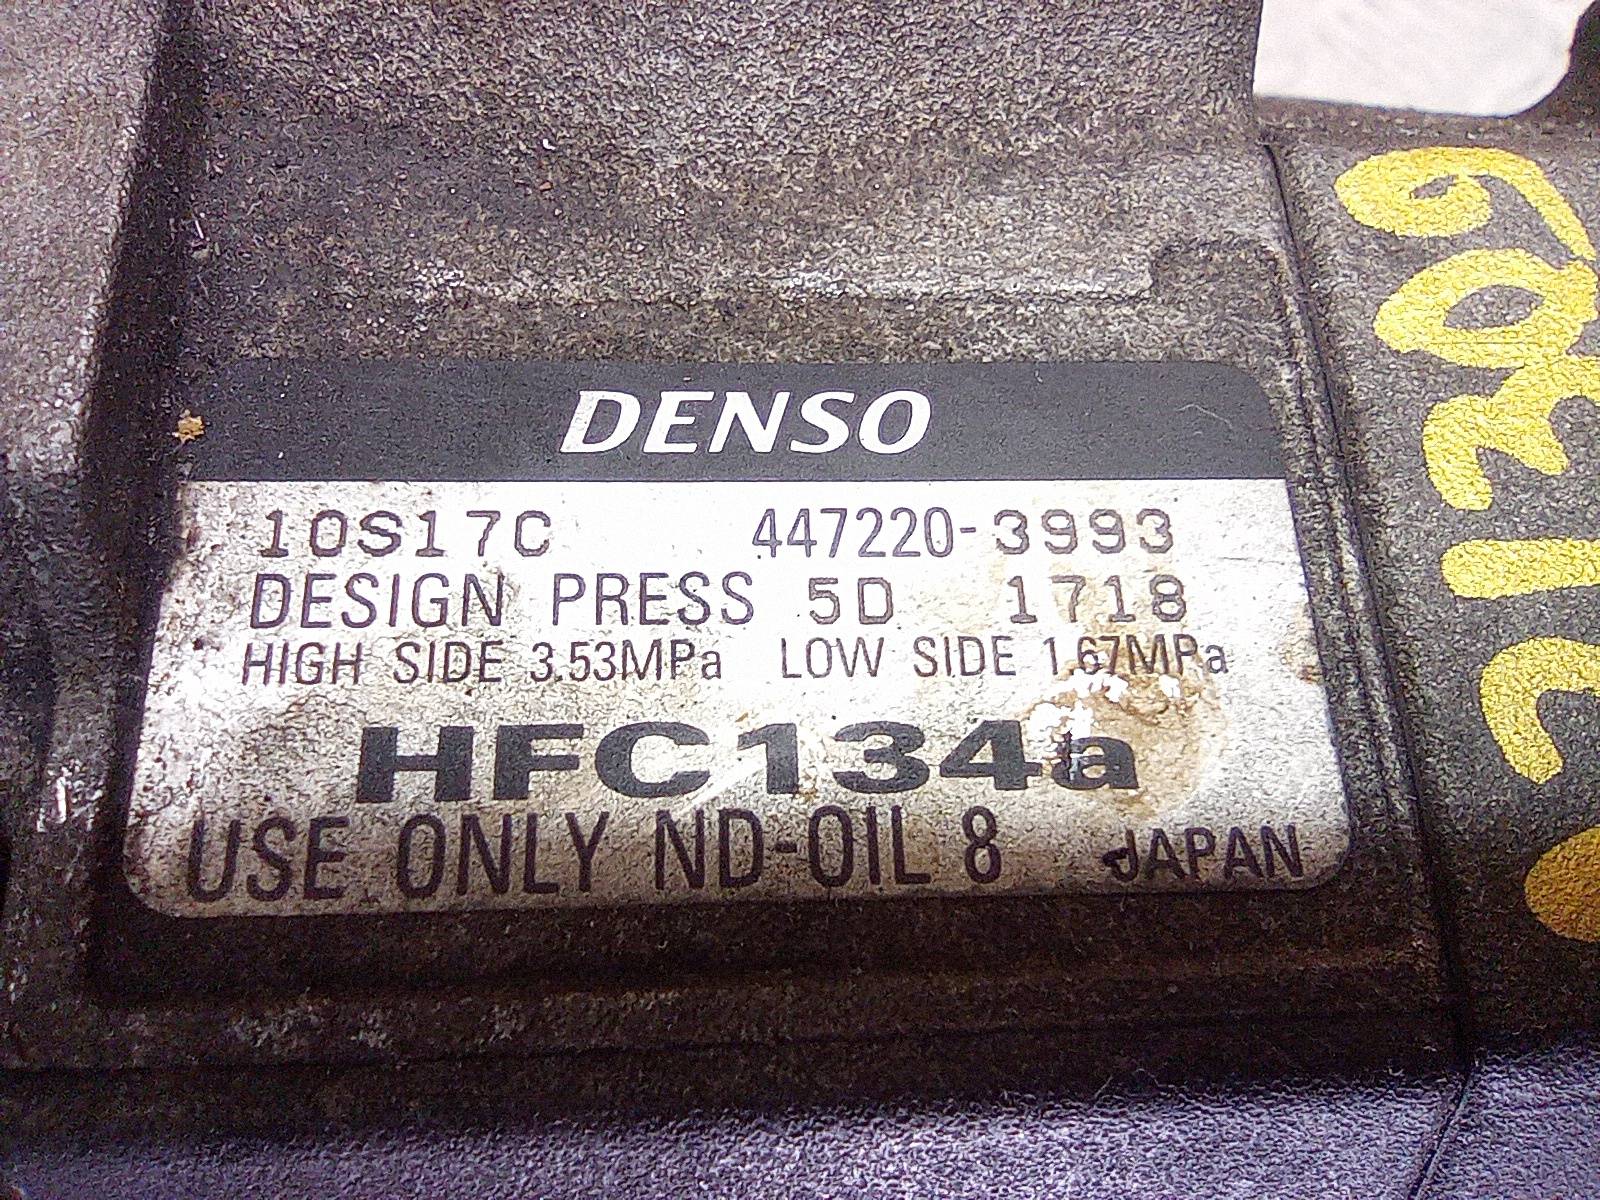 DENSO
10S17C 447220-3993
DESIGN PRESS 5D 1718
HIGH SIDE 3.53MPa LOW SIDE 1.67MPa
HFC134a
USE ONLY ND-OIL 8 JAPAN